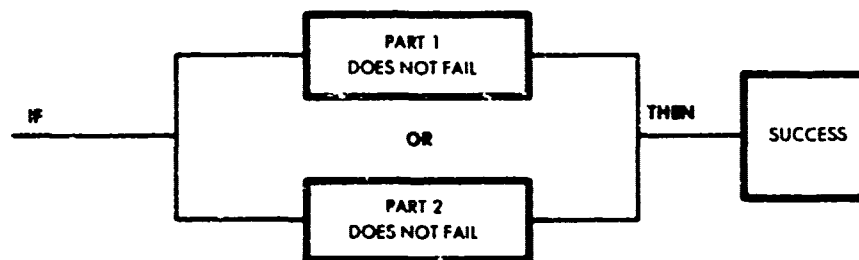 PART 1
DOES NOT FAIL
IF
OR
THEN
SUCCESS
PART 2
DOES NOT FAIL